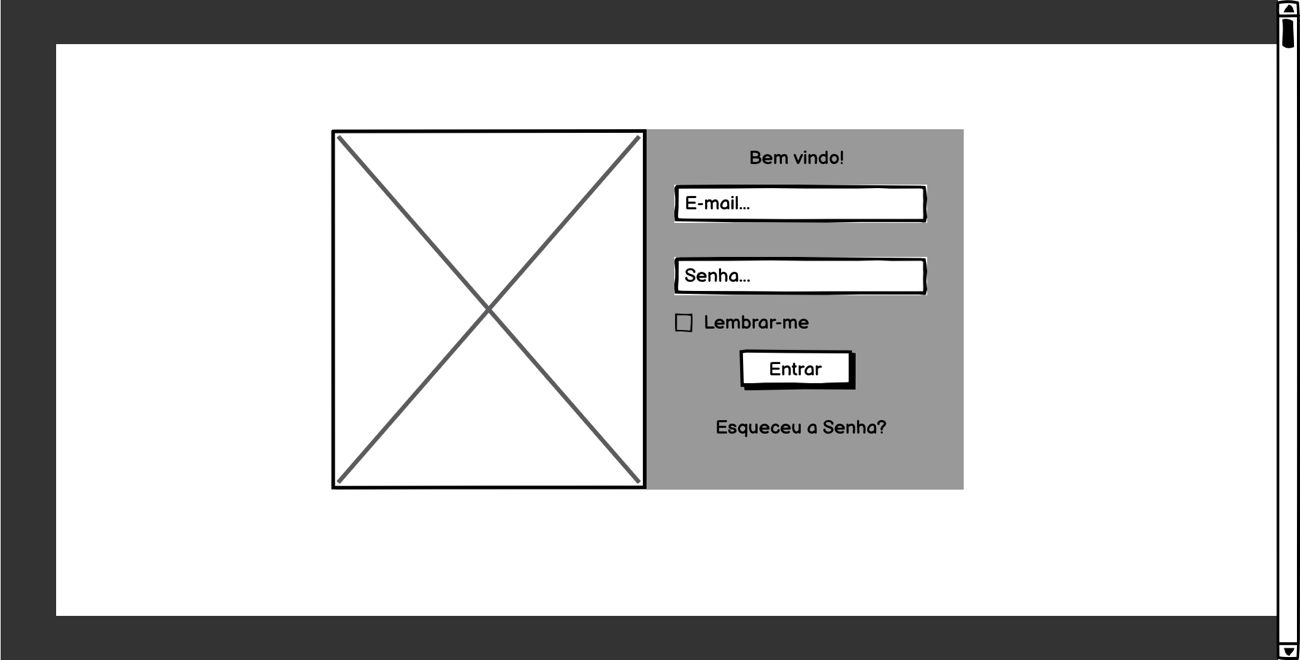 Bem vindo!
E-mail...
Senha...
Lembrar-me
Entrar
Esqueceu a Senha?